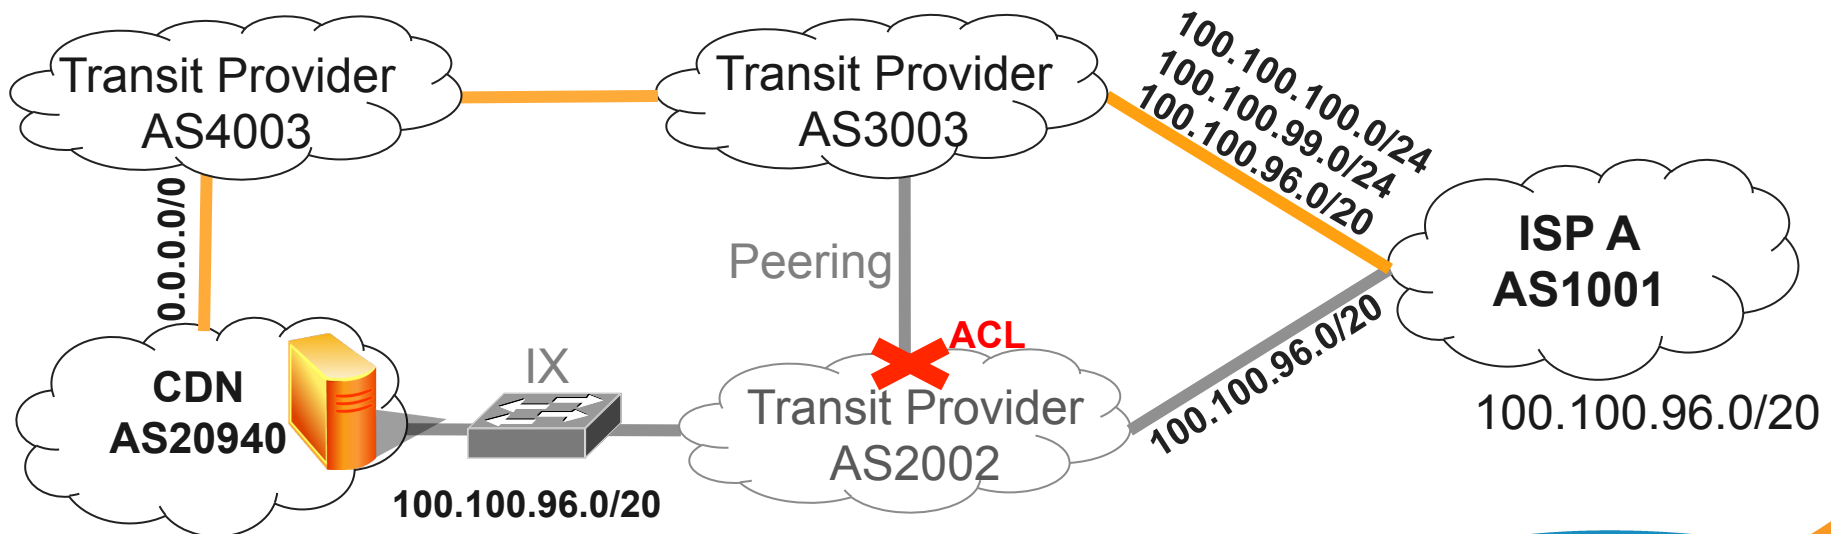 Transit Provider
AS4003
Transit Provider
AS3003
100.100.100.0/24
100.100.99.0/24
100.100.96.0/20
0.0.0.0/0
Peering
ISP A
AS1001
100.100.96.0/20
ACL
CDN
AS20940
IX
Transit Provider
AS2002
100.100.96.0/20
100.100.96.0/20